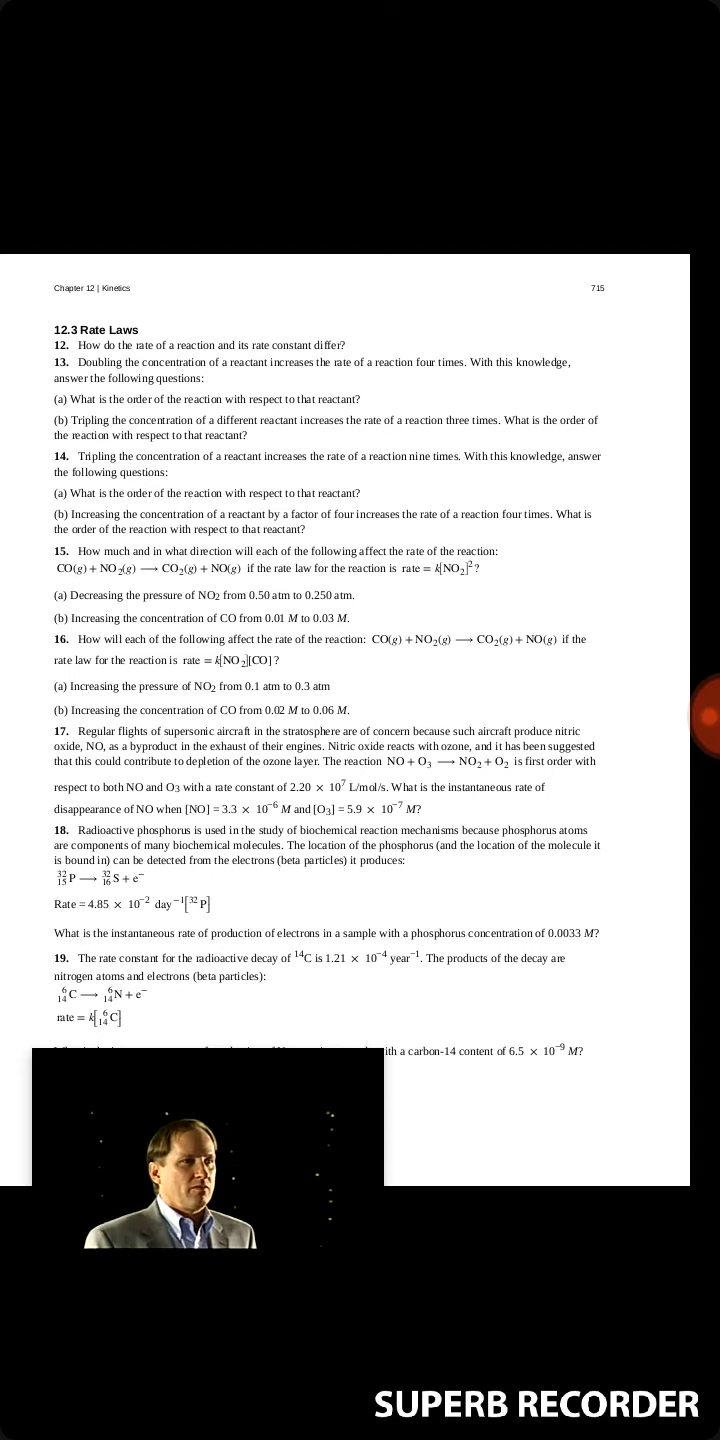 Chapter 12 | Kinetics 715
12.3 Rate Laws
12. How do the rate of a reaction and its rate constant differ?
13. Doubling the concentration of a reactant increases the rate of a reaction four times. With this knowledge,
answer the following questions:
(a) What is the order of the reaction with respect to that reactant?
(b) Tripling the concentration of a different reactant increases the rate of a reaction three times. What is the order of
the reaction with respect to that reactant?
14. Tripling the concentration of a reactant increases the rate of a reaction nine times. With this knowledge, answer
the following questions:
(a) What is the order of the reaction with respect to that reactant?
(b) Increasing the concentration of a reactant by a factor of four increases the rate of a reaction four times. What is
the order of the reaction with respect to that reactant?
15. How much and in what direction will each of the following affect the rate of the reaction:
CO(g) + NO₂(g) ⟶ CO₂(g) + NO(g) if the rate law for the reaction is rate = k[NO₂]²?
(a) Decreasing the pressure of NO₂ from 0.50 atm to 0.250 atm.
(b) Increasing the concentration of CO from 0.01 M to 0.03 M.
16. How will each of the following affect the rate of the reaction: CO(g) + NO₂(g) ⟶ CO₂(g) + NO(g) if the
rate law for the reaction is rate = k[NO₂][CO] ?
(a) Increasing the pressure of NO₂ from 0.1 atm to 0.3 atm
(b) Increasing the concentration of CO from 0.02 M to 0.06 M.
17. Regular flights of supersonic aircraft in the stratosphere are of concern because such aircraft produce nitric
oxide, NO, as a byproduct in the exhaust of their engines. Nitric oxide reacts with ozone, and it has been suggested
that this could contribute to depletion of the ozone layer. The reaction NO + O₃ ⟶ NO₂ + O₂ is first order with
respect to both NO and O₃ with a rate constant of 2.20 × 10⁷ L/mol/s. What is the instantaneous rate of
disappearance of NO when [NO] = 3.3 × 10⁻⁶ M and [O₃] = 5.9 × 10⁻⁷ M?
18. Radioactive phosphorus is used in the study of biochemical reaction mechanisms because phosphorus atoms
are components of many biochemical molecules. The location of the phosphorus (and the location of the molecule it
is bound in) can be detected from the electrons (beta particles) it produces:
³²₁₅P ⟶ ³²₁₆S + e⁻
Rate = 4.85 × 10⁻² day⁻¹[³²P]
What is the instantaneous rate of production of electrons in a sample with a phosphorus concentration of 0.0033 M?
19. The rate constant for the radioactive decay of ¹⁴C is 1.21 × 10⁻⁴ year⁻¹. The products of the decay are
nitrogen atoms and electrons (beta particles):
⁶₁₄C ⟶ ⁶₁₄N + e⁻
rate = k[⁶₁₄C]
with a carbon-14 content of 6.5 × 10⁻⁹ M?
SUPERB RECORDER